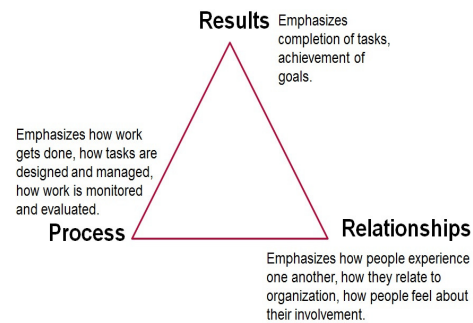 Results
Emphasizes
completion of tasks,
achievement of
goals.
Emphasizes how work
gets done, how tasks are
designed and managed,
how work is monitored
and evaluated.
Process
Relationships
Emphasizes how people experience
one another, how they relate to
organization, how people feel about
their involvement.